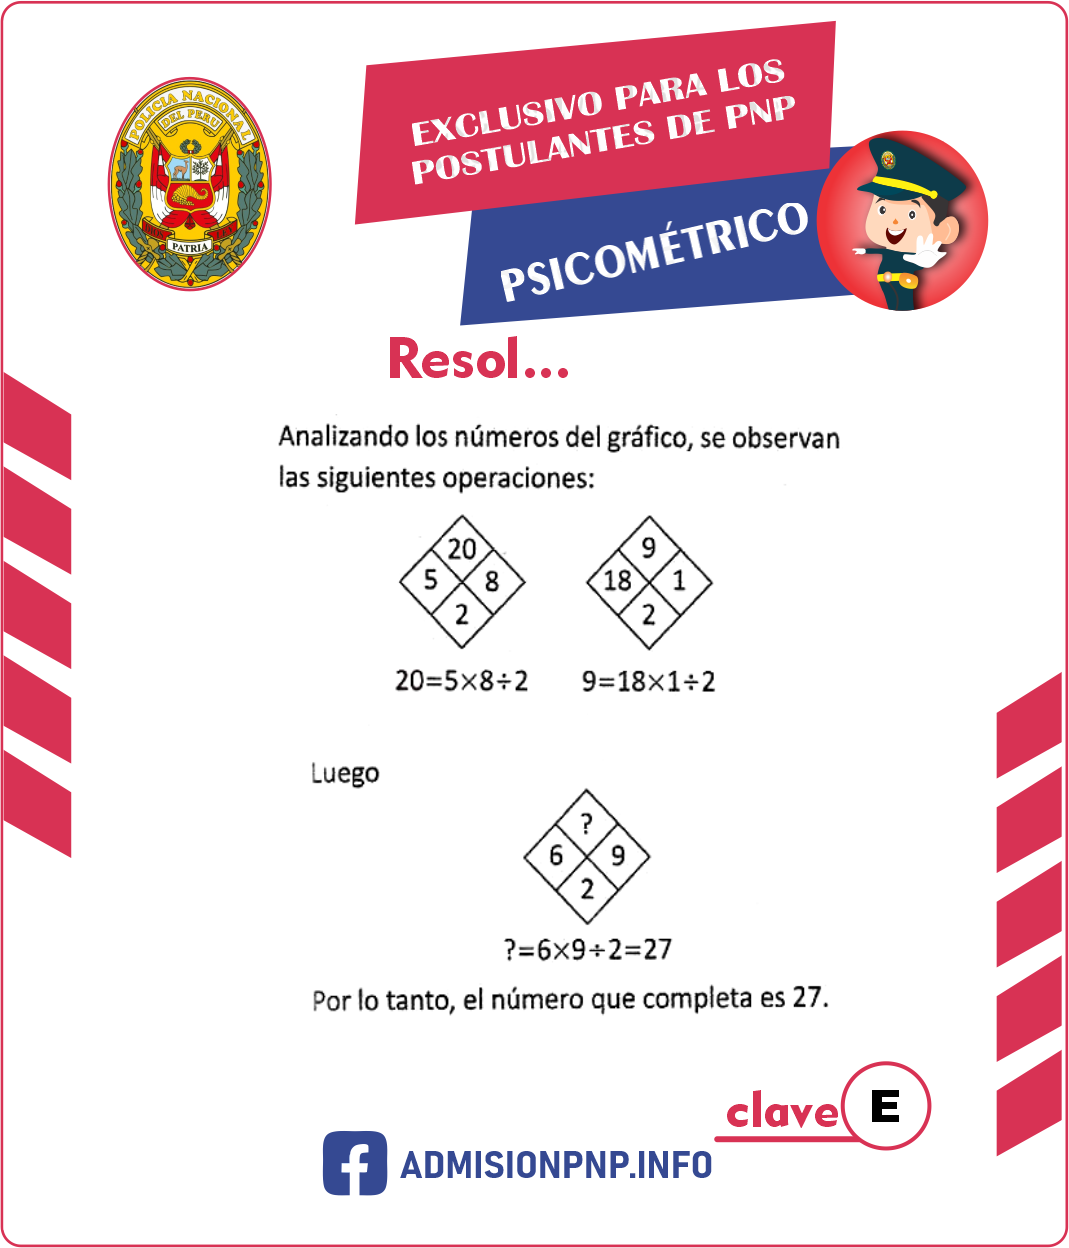 EXCLUSIVO PARA LOS
POSTULANTES DE PNP
POLICIA NACIONAL
DEL PERU
PATRIA
PSICOMÉTRICO
Resol...
Analizando los números del gráfico, se observan
las siguientes operaciones:
20
5 8
2
9
18 1
2
20=5×8÷2
9=18×1÷2
Luego
?
6 9
2
?=6×9÷2=27
Por lo tanto, el número que completa es 27.
clave E
f ADMISIONPNP.INFO